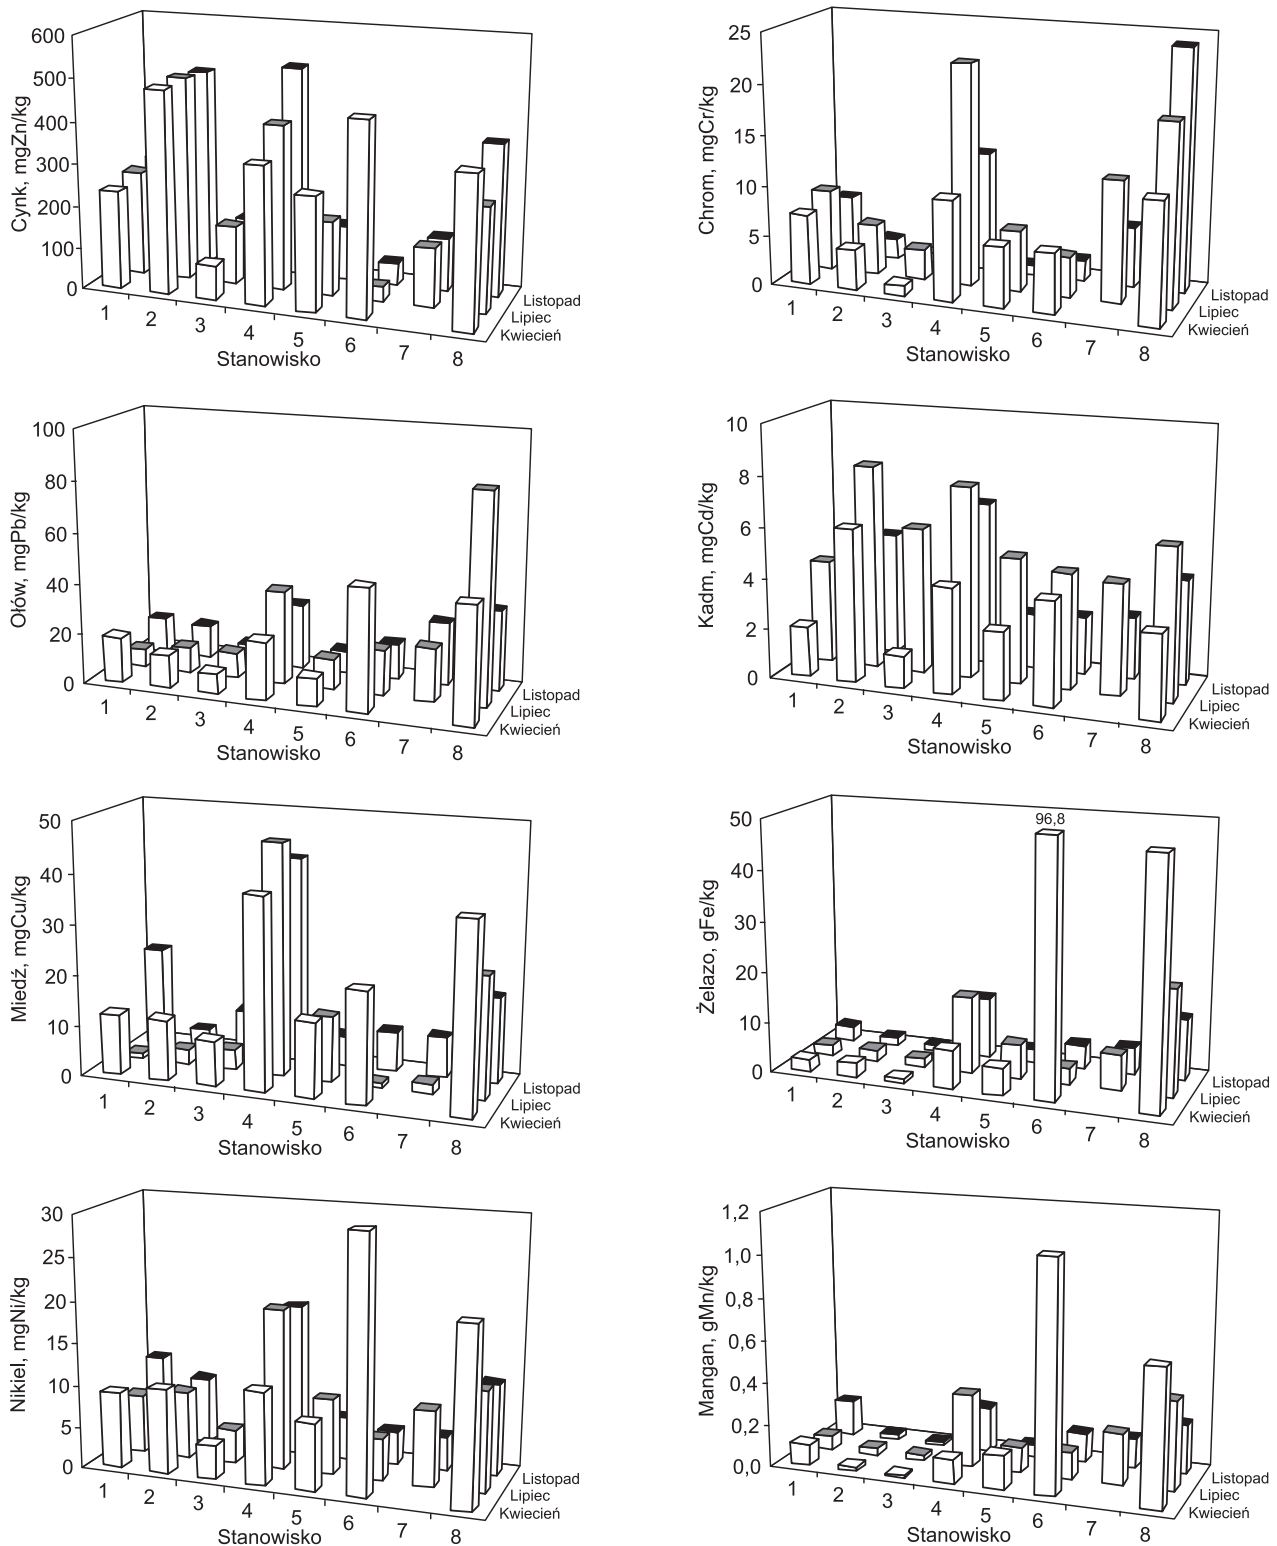 600
500
400
300
200
100
0
Cynk, mgZn/kg
1
2
3
4
5
6
7
8
Stanowisko
Listopad
Lipiec
Kwiecień
25
20
15
10
5
0
Chrom, mgCr/kg
1
2
3
4
5
6
7
8
Stanowisko
Listopad
Lipiec
Kwiecień
100
80
60
40
20
0
Ołów, mgPb/kg
1
2
3
4
5
6
7
8
Stanowisko
Listopad
Lipiec
Kwiecień
10
8
6
4
2
0
Kadm, mgCd/kg
1
2
3
4
5
6
7
8
Stanowisko
Listopad
Lipiec
Kwiecień
50
40
30
20
10
0
Miedź, mgCu/kg
1
2
3
4
5
6
7
8
Stanowisko
Listopad
Lipiec
Kwiecień
50
40
30
20
10
0
Żelazo, gFe/kg
96,8
1
2
3
4
5
6
7
8
Stanowisko
Listopad
Lipiec
Kwiecień
30
25
20
15
10
5
0
Nikiel, mgNi/kg
1
2
3
4
5
6
7
8
Stanowisko
Listopad
Lipiec
Kwiecień
1,2
1,0
0,8
0,6
0,4
0,2
0,0
Mangan, gMn/kg
1
2
3
4
5
6
7
8
Stanowisko
Listopad
Lipiec
Kwiecień